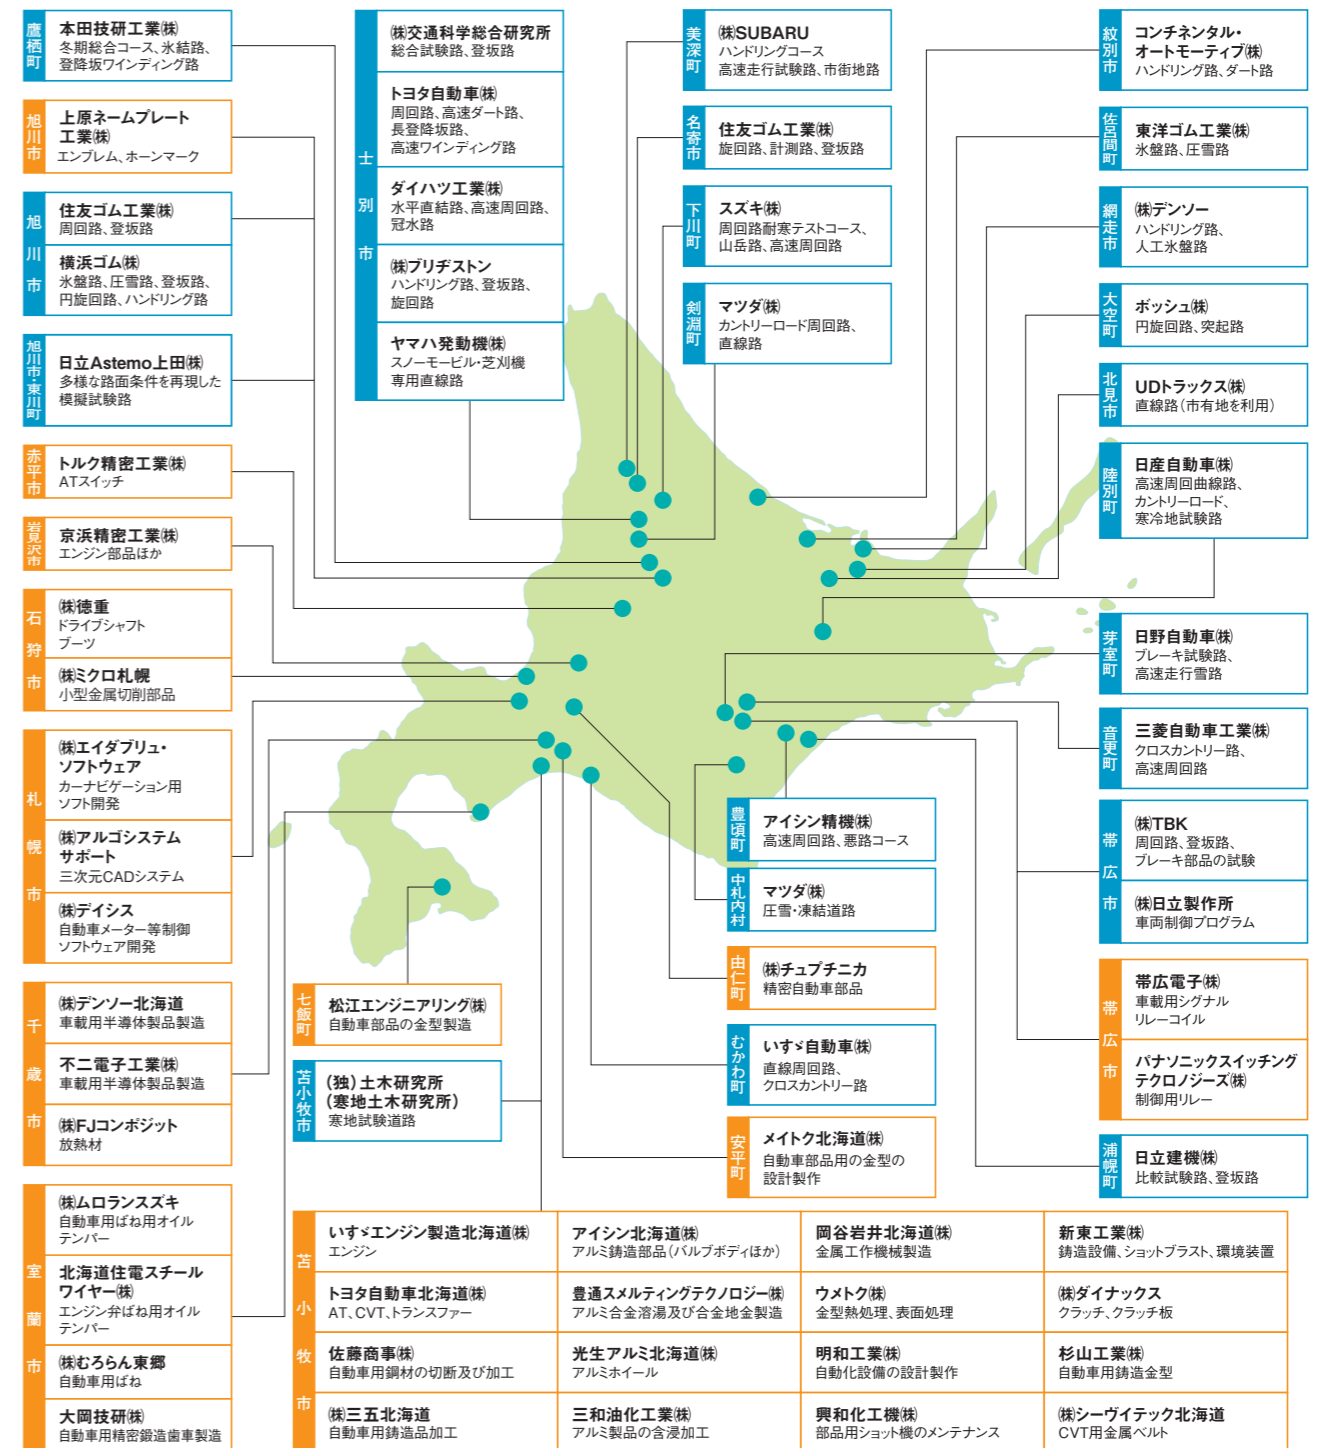 鷹栖町
本田技研工業㈱
冬期総合コース、氷結路、
登降坂ワインディング路
旭川市
上原ネームプレート
工業㈱
エンブレム、ホーンマーク
旭川市
住友ゴム工業㈱
周回路、登坂路
横浜ゴム㈱
氷盤路、圧雪路、登坂路、
円旋回路、ハンドリング路
旭川市・東川町
日立Astemo上田㈱
多様な路面条件を再現した
模擬試験路
赤平市
トルク精密工業㈱
ATスイッチ
岩見沢市
京浜精密工業㈱
エンジン部品ほか
石狩市
㈱徳重
ドライブシャフト
ブーツ
㈱ミクロ札幌
小型金属切削部品
札幌市
㈱エイダブリュ・
ソフトウェア
カーナビゲーション用
ソフト開発
㈱アルゴシステム
サポート
三次元CADシステム
㈱デイシス
自動車メーター等制御
ソフトウェア開発
千歳市
㈱デンソー北海道
車載用半導体製品製造
不二電子工業㈱
車載用半導体製品製造
㈱FJコンポジット
放熱材
室蘭市
㈱ムロランスズキ
自動車用ばね用オイル
テンパー
北海道住電スチール
ワイヤー㈱
エンジン弁ばね用オイル
テンパー
㈱むろらん東郷
自動車用ばね
大岡技研㈱
自動車用精密鍛造歯車製造
士別市
㈱交通科学総合研究所
総合試験路、登坂路
トヨタ自動車㈱
周回路、高速ダート路、
長登降坂路、
高速ワインディング路
ダイハツ工業㈱
水平直結路、高速周回路、
冠水路
㈱ブリヂストン
ハンドリング路、登坂路、
旋回路
ヤマハ発動機㈱
スノーモービル・芝刈機
専用直線路
美深町
㈱SUBARU
ハンドリングコース
高速走行試験路、市街地路
名寄市
住友ゴム工業㈱
旋回路、計測路、登坂路
下川町
スズキ㈱
周回路耐寒テストコース、
山岳路、高速周回路
剣淵町
マツダ㈱
カントリーロード周回路、
直線路
紋別市
コンチネンタル・
オートモーティブ㈱
ハンドリング路、ダート路
佐呂間町
東洋ゴム工業㈱
氷盤路、圧雪路
網走市
㈱デンソー
ハンドリング路、
人工氷盤路
大空町
ボッシュ㈱
円旋回路、突起路
北見市
UDトラックス㈱
直線路（市有地を利用）
陸別町
日産自動車㈱
高速周回曲線路、
カントリーロード、
寒冷地試験路
芽室町
日野自動車㈱
ブレーキ試験路、
高速走行雪路
音更町
三菱自動車工業㈱
クロスカントリー路、
高速周回路
帯広市
㈱TBK
周回路、登坂路、
ブレーキ部品の試験
㈱日立製作所
車両制御プログラム
帯広市
帯広電子㈱
車載用シグナル
リレーコイル
パナソニックスイッチング
テクロノジーズ㈱
制御用リレー
浦幌町
日立建機㈱
比較試験路、登坂路
豊頃町
アイシン精機㈱
高速周回路、悪路コース
中札内村
マツダ㈱
圧雪・凍結道路
由仁町
㈱チュプチニカ
精密自動車部品
むかわ町
いすゞ自動車㈱
直線周回路、
クロスカントリー路
安平町
メイトク北海道㈱
自動車部品用の金型の
設計製作
七飯町
松江エンジニアリング㈱
自動車部品の金型製造
苫小牧市
（独）土木研究所
（寒地土木研究所）
寒地試験道路
苫小牧市
いすゞエンジン製造北海道㈱
エンジン
アイシン北海道㈱
アルミ鋳造部品（バルブボディほか）
岡谷岩井北海道㈱
金属工作機械製造
新東工業㈱
鋳造設備、ショットブラスト、環境装置
トヨタ自動車北海道㈱
AT、CVT、トランスファー
豊通スメルティングテクノロジー㈱
アルミ合金溶湯及び合金地金製造
ウメトク㈱
金型熱処理、表面処理
㈱ダイナックス
クラッチ、クラッチ板
佐藤商事㈱
自動車用鋼材の切断及び加工
光生アルミ北海道㈱
アルミホイール
明和工業㈱
自動化設備の設計製作
杉山工業㈱
自動車用鋳造金型
㈱三五北海道
自動車用鋳造品加工
三和油化工業㈱
アルミ製品の含浸加工
興和化工機㈱
部品用ショット機のメンテナンス
㈱シーヴイテック北海道
CVT用金属ベルト